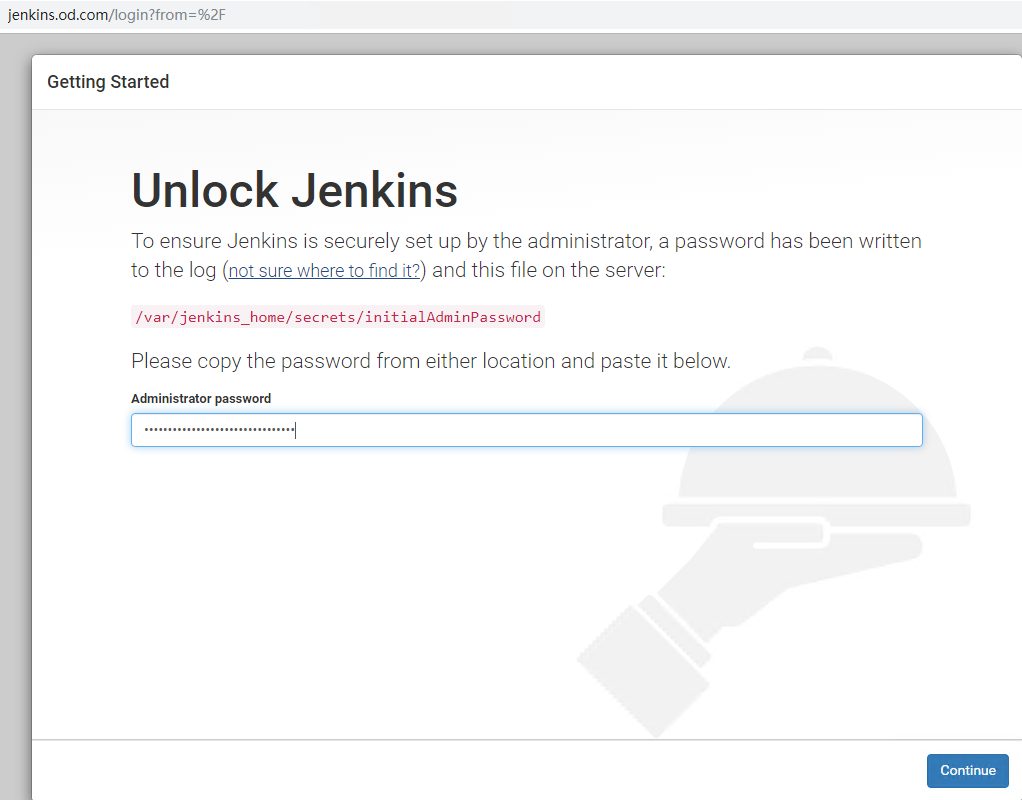 jenkins.od.com/login?from=%2F
Getting Started
Unlock Jenkins
To ensure Jenkins is securely set up by the administrator, a password has been written
to the log (not sure where to find it?) and this file on the server:
/var/jenkins_home/secrets/initialAdminPassword
Please copy the password from either location and paste it below.
Administrator password
Continue